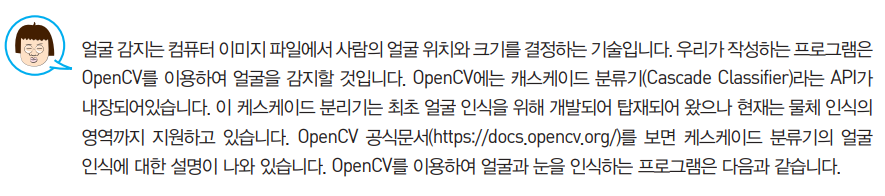 얼굴 감지는 컴퓨터 이미지 파일에서 사람의 얼굴 위치와 크기를 결정하는 기술입니다. 우리가 작성하는 프로그램은
OpenCV를 이용하여 얼굴을 감지할 것입니다. OpenCV에는 캐스케이드 분류기(Cascade Classifier)라는 API가
내장되어있습니다. 이 케스케이드 분리기는 최초 얼굴 인식을 위해 개발되어 탑재되어 왔으나 현재는 물체 인식의
영역까지 지원하고 있습니다. OpenCV 공식문서(https://docs.opencv.org/)를 보면 케스케이드 분류기의 얼굴
인식에 대한 설명이 나와 있습니다. OpenCV를 이용하여 얼굴과 눈을 인식하는 프로그램은 다음과 같습니다.